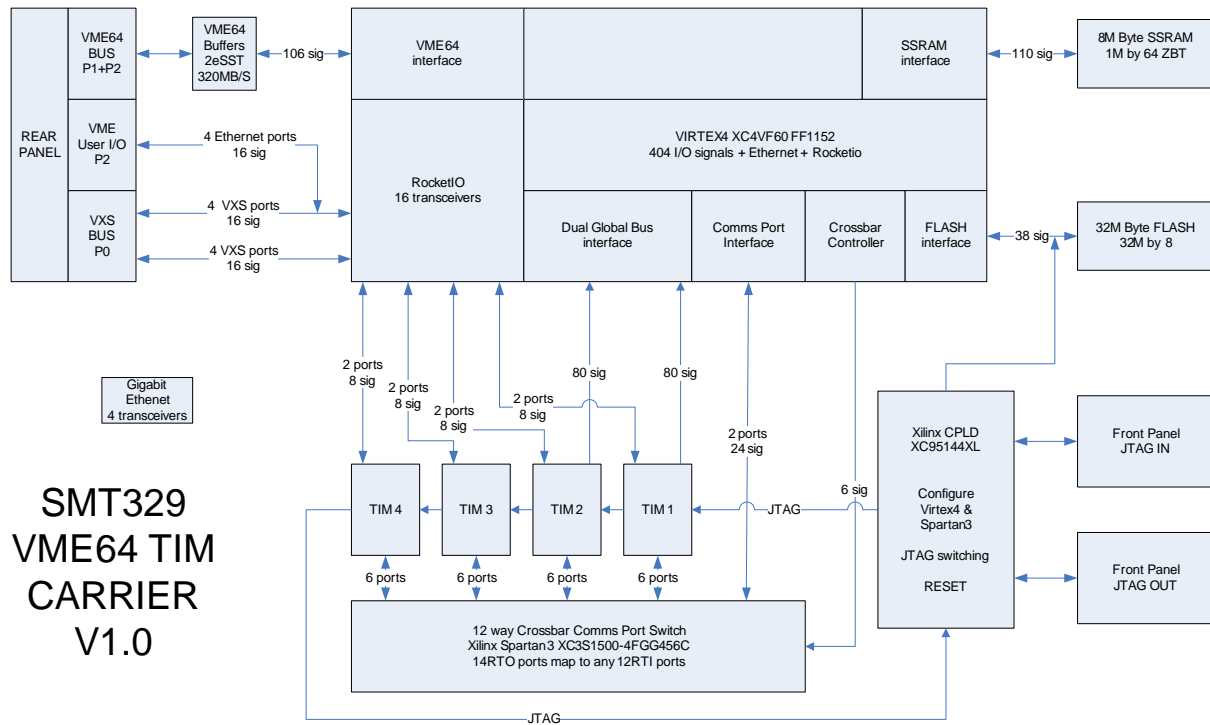 VME64
BUS
P1+P2
VME64
Buffers
2eSST
320MB/S
106 sig
VME64
interface
SSRAM
interface
110 sig
8M Byte SSRAM
1M by 64 ZBT
REAR
PANEL
VME
User I/O
P2
4 Ethernet ports
16 sig
VIRTEX4 XC4VF60 FF1152
404 I/O signals + Ethernet + Rocketio
RocketIO
16 transceivers
VXS
BUS
P0
4 VXS ports
16 sig
4 VXS ports
16 sig
Dual Global Bus
interface
Comms Port
Interface
Crossbar
Controller
FLASH
interface
38 sig
32M Byte FLASH
32M by 8
2 ports
8 sig
2 ports
8 sig
2 ports
8 sig
2 ports
8 sig
80 sig
80 sig
2 ports
24 sig
6 sig
Gigabit
Ethenet
4 transceivers
Xilinx CPLD
XC95144XL
Configure
Virtex4 &
Spartan3
JTAG switching
RESET
Front Panel
JTAG IN
Front Panel
JTAG OUT
TIM 4
TIM 3
TIM 2
TIM 1
JTAG
6 ports
6 ports
6 ports
6 ports
12 way Crossbar Comms Port Switch
Xilinx Spartan3 XC3S1500-4FGG456C
14RTO ports map to any 12RTI ports
JTAG
SMT329
VME64 TIM
CARRIER
V1.0